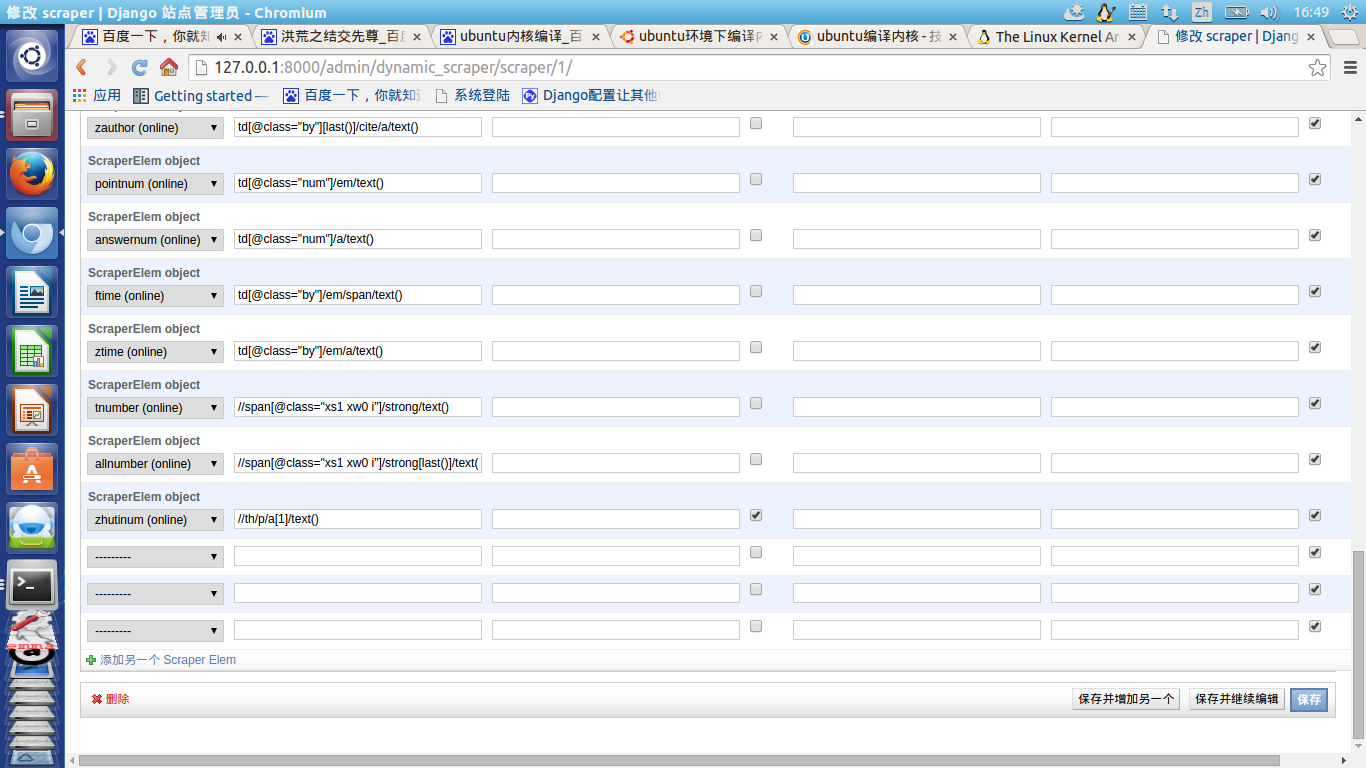 修改 scraper | Django 站点管理员 - Chromium
Zh
16:49
百度一下，你就知
洪荒之结交先尊_百度
ubuntu内核编译_百
ubuntu环境下编译内
ubuntu编译内核 - 技
The Linux Kernel Ar
修改 scraper | Djang
127.0.0.1:8000/admin/dynamic_scraper/scraper/1/
应用
Getting started —
百度一下，你就知道
系统登陆
Django配置让其他电
zauthor (online) td[@class="by"][last()]/cite/a/text()
ScraperElem object
pointnum (online) td[@class="num"]/em/text()
ScraperElem object
answernum (online) td[@class="num"]/a/text()
ScraperElem object
ftime (online) td[@class="by"]/em/span/text()
ScraperElem object
ztime (online) td[@class="by"]/em/a/text()
ScraperElem object
tnumber (online) //span[@class="xs1 xw0 i"]/strong/text()
ScraperElem object
allnumber (online) //span[@class="xs1 xw0 i"]/strong[last()]/text(
ScraperElem object
zhutinum (online) //th/p/a[1]/text()
---------
---------
---------
添加另一个 Scraper Elem
删除
保存并增加另一个
保存并继续编辑
保存